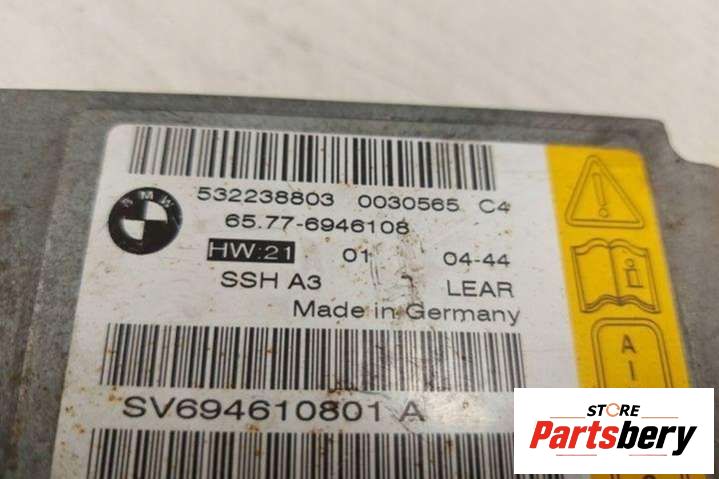 532238803 0030565 C4
BMW
65.77-6946108
HW:21 01 04-44
SSH A3 LEAR
Made in Germany
A
I
SV694610801 A
STORE
Partsbery